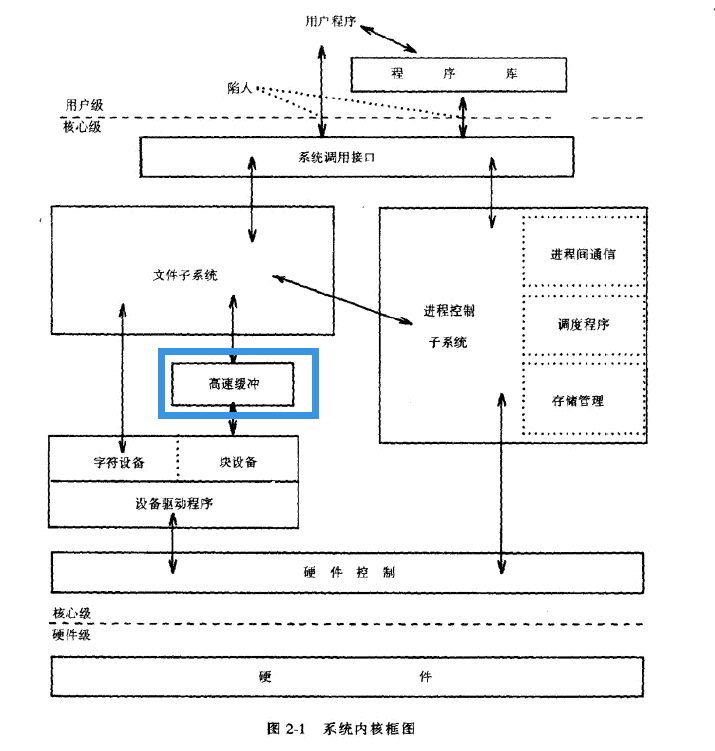 用户程序
程 序 库
陷入
用户级
核心级
系统调用接口
文件子系统
进程控制
子系统
进程间通信
调度程序
存储管理
高速缓冲
字符设备
块设备
设备驱动程序
硬 件 控 制
核心级
硬件级
硬 件
图 2-1 系统内核框图